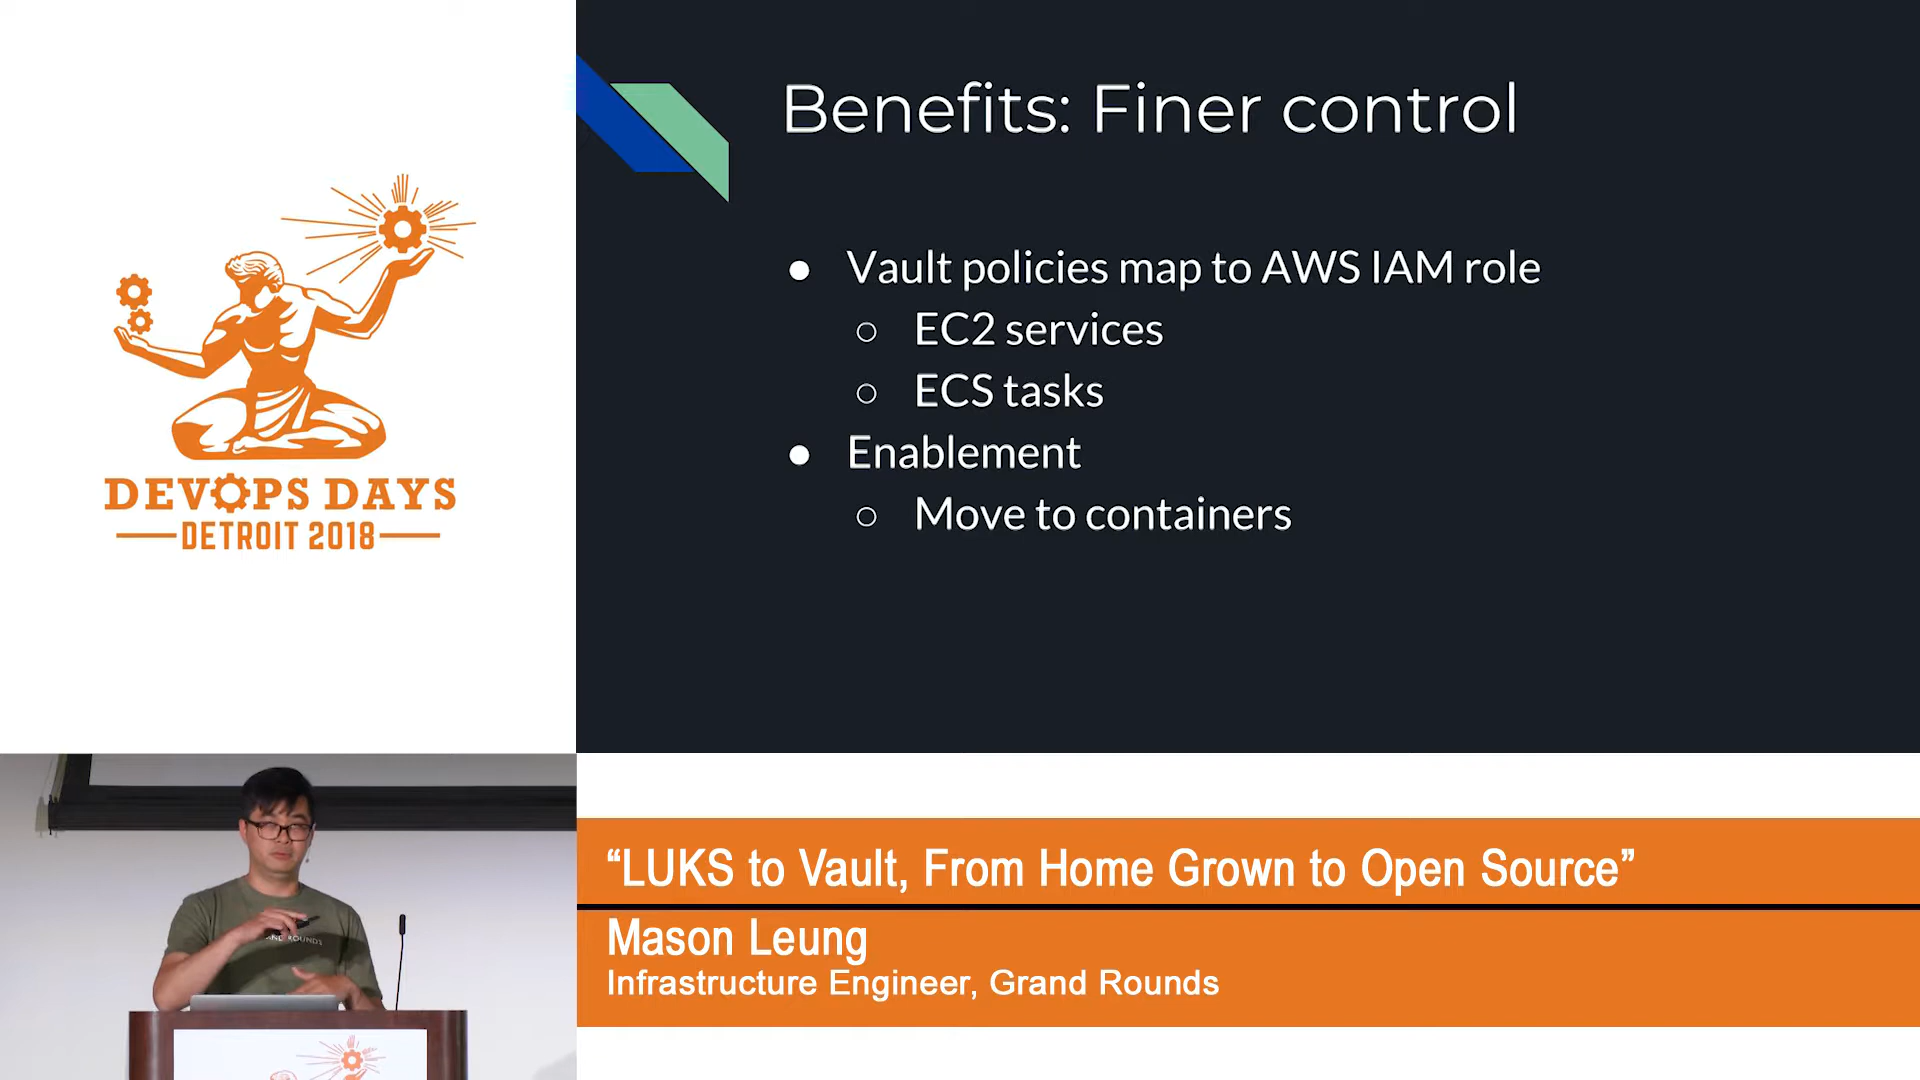 Benefits: Finer control
● Vault policies map to AWS IAM role
○ EC2 services
○ ECS tasks
● Enablement
○ Move to containers
DEVOPS DAYS
DETROIT 2018
ROUNDS
“LUKS to Vault, From Home Grown to Open Source”
Mason Leung
Infrastructure Engineer, Grand Rounds